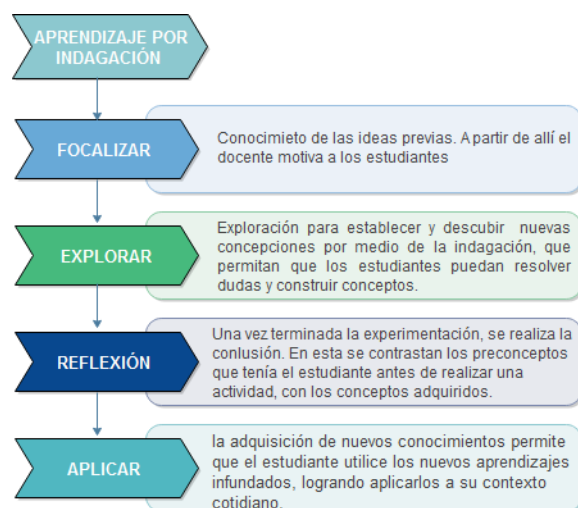 APRENDIZAJE POR
INDAGACIÓN
FOCALIZAR
Conocimieto de las ideas previas. A partir de allí el
docente motiva a los estudiantes
EXPLORAR
Exploración para establecer y descubir nuevas
concepciones por medio de la indagación, que
permitan que los estudiantes puedan resolver
dudas y construir conceptos.
REFLEXIÓN
Una vez terminada la experimentación, se realiza la
conlusión. En esta se contrastan los preconceptos
que tenía el estudiante antes de realizar una
actividad, con los conceptos adquiridos.
APLICAR
la adquisición de nuevos conocimientos permite
que el estudiante utilice los nuevos aprendizajes
infundados, logrando aplicarlos a su contexto
cotidiano.